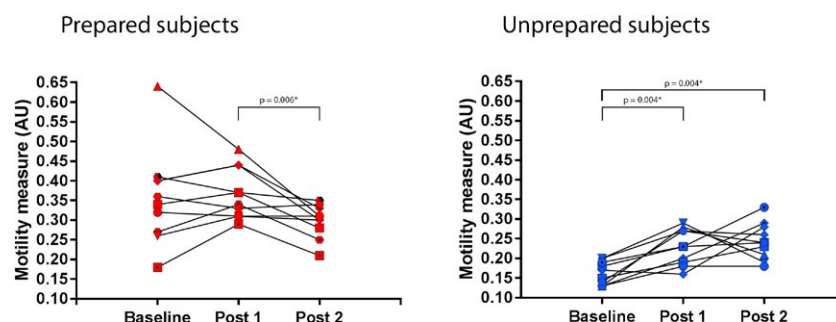 Prepared subjects
Motility measure (AU)
0.65
0.60
0.55
0.50
0.45
0.40
0.35
0.30
0.25
0.20
0.15
0.10
p = 0.006*
Baseline Post 1 Post 2
Unprepared subjects
Motility measure (AU)
0.65
0.60
0.55
0.50
0.45
0.40
0.35
0.30
0.25
0.20
0.15
0.10
p = 0.004*
p = 0.004*
Baseline Post 1 Post 2